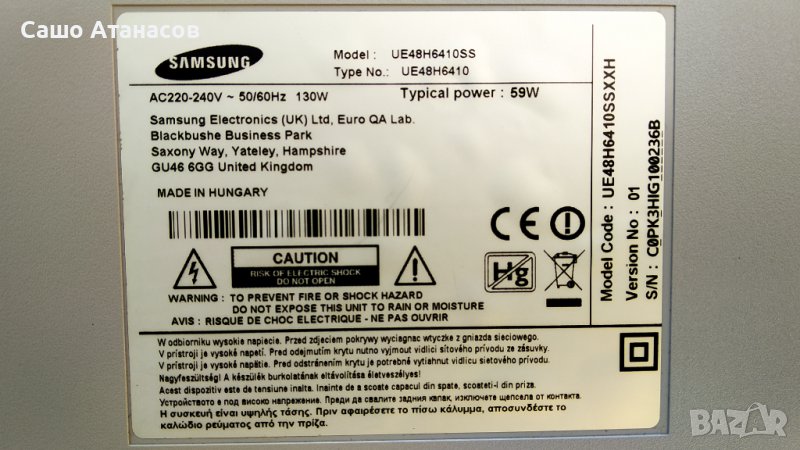 Сашо Атанасов
SAMSUNG
Model : UE48H6410SS
Type No.: UE48H6410
AC220-240V ~ 50/60Hz 130W
Typical power : 59W
Samsung Electronics (UK) Ltd, Euro QA Lab.
Blackbushe Business Park
Saxony Way, Yateley, Hampshire
GU46 6GG United Kingdom
MADE IN HUNGARY
CE
CAUTION
RISK OF ELECTRIC SHOCK
DO NOT OPEN
Hg
WARNING : TO PREVENT FIRE OR SHOCK HAZARD
DO NOT EXPOSE THIS UNIT TO RAIN OR MOISTURE
AVIS : RISQUE DE CHOC ELECTRIQUE - NE PAS OUVRIR
W odbiorniku wysokie napiecie. Przed zdjeciem pokrywy wyciagnac wtyczke z gniazda sieciowego.
V prístroji je vysoké napetí. Pred odejmutím krytu nutno vyjmout vidlici sítového prívodu ze zásuvky.
V prístroji je vysoké napätie. Pred odstránením krytu je potrebné vytiahnut vidlicu sietového prívodu.
Nagyfeszültség! A készülék burkolatának eltávolítása életveszélyes!
Acest dispozitiv este de tensiune inalta. Inainte de a scoate capacul din spate, scoateti-l din priza.
Устройството е под високо напрежение. Преди да свалите задния капак, изключете щепсела от контакта.
Η συσκευή είναι υψηλής τάσης. Πριν αφαιρέσετε το πίσω κάλυμμα, αποσυνδέστε το
καλώδιο ρεύματος από την πρίζα.
Model Code : UE48H6410SSXXH
Version No : 01
S/N : C0PK3HIG100236B
BAZAR